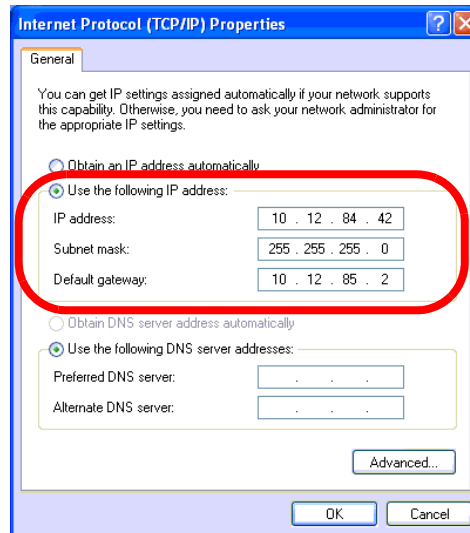 Internet Protocol (TCP/IP) Properties
General
You can get IP settings assigned automatically if your network supports
this capability. Otherwise, you need to ask your network administrator for
the appropriate IP settings.
Obtain an IP address automatically
Use the following IP address:
IP address: 10 . 12 . 84 . 42
Subnet mask: 255 . 255 . 255 . 0
Default gateway: 10 . 12 . 85 . 2
Obtain DNS server address automatically
Use the following DNS server addresses:
Preferred DNS server: . . .
Alternate DNS server: . . .
Advanced...
OK Cancel